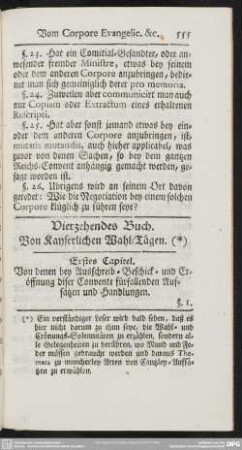 Vom Corpore Evangelic. &c. 555
§. 23. Hat ein Comitial-Gesandter, oder an-
wesender fremder Ministre, etwas bey seinem
oder dem anderen Corpore anzubringen, bedie-
net man sich gemeiniglich derer pro memoria.
§. 24. Zuweilen aber communicirt man auch
nur Copiam oder Extractum eines erhaltenen
Rescripti.
§. 25. Hat aber sonst jemand etwas bey ein-
oder dem anderen Corpore anzubringen, ist,
mutatis mutandis, auch hieher applicabel, was
zuvor von denen Sachen, so bey dem gantzen
Reichs-Convent anhängig gemacht werden, ge-
sagt worden ist.
§. 26. Ubrigens wird an seinem Ort davon
geredet: Wie die Negociation bey einem solchen
Corpore klüglich zu führen seye?
Vierzehendes Buch.
Von Kayserlichen Wahl-Tägen. (*)
Erstes Capitel.
Von denen bey Ausschreib- Beschick- und Er-
öffnung diser Convente fürfallenden Auf-
satzen und Handlungen.
§. 1.
(*) Ein verständiger Leser wird bald sehen, daß es
hier nicht darum zu thun seye, die Wahl- und
Crönungs-Solennitäten zu erzählen, sondern al-
le Gelegenheiten zu berühren, wo Mund und Fe-
der müssen gebraucht werden und daraus The-
mata zu mancherley Arten von Cantzley-Auffsä-
tzen zu erwählen.